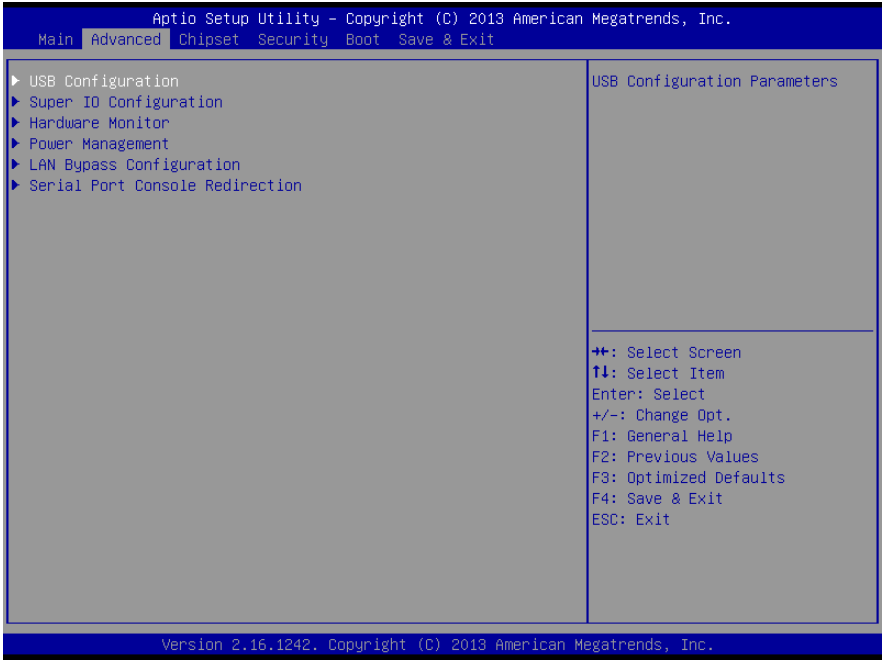 Aptio Setup Utility – Copyright (C) 2013 American Megatrends, Inc.
Main Advanced Chipset Security Boot Save & Exit
▶ USB Configuration
▶ Super IO Configuration
▶ Hardware Monitor
▶ Power Management
▶ LAN Bypass Configuration
▶ Serial Port Console Redirection
USB Configuration Parameters
→←: Select Screen
↑↓: Select Item
Enter: Select
+/-: Change Opt.
F1: General Help
F2: Previous Values
F3: Optimized Defaults
F4: Save & Exit
ESC: Exit
Version 2.16.1242. Copyright (C) 2013 American Megatrends, Inc.